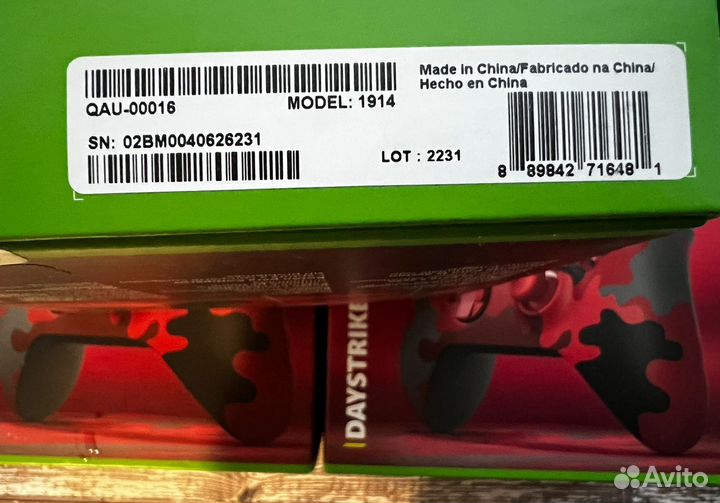 QAU-00016 MODEL: 1914
Made in China/Fabricado na China/
Hecho en China
SN: 02BM0040626231
LOT : 2231
8 89842 71648 1
DAYSTRIKE
Avito